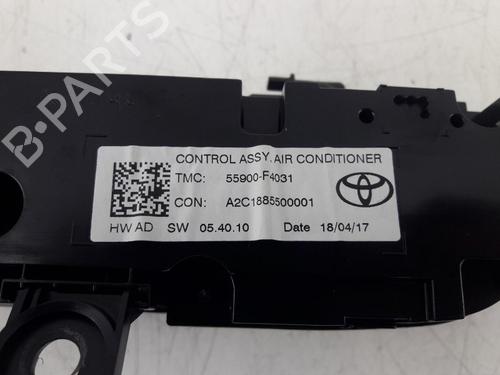 B-PARTS
CONTROL ASSY.AIR CONDITIONER
TMC: 55900-F4031
CON: A2C1885500001
HW AD SW 05.40.10 Date 18/04/17